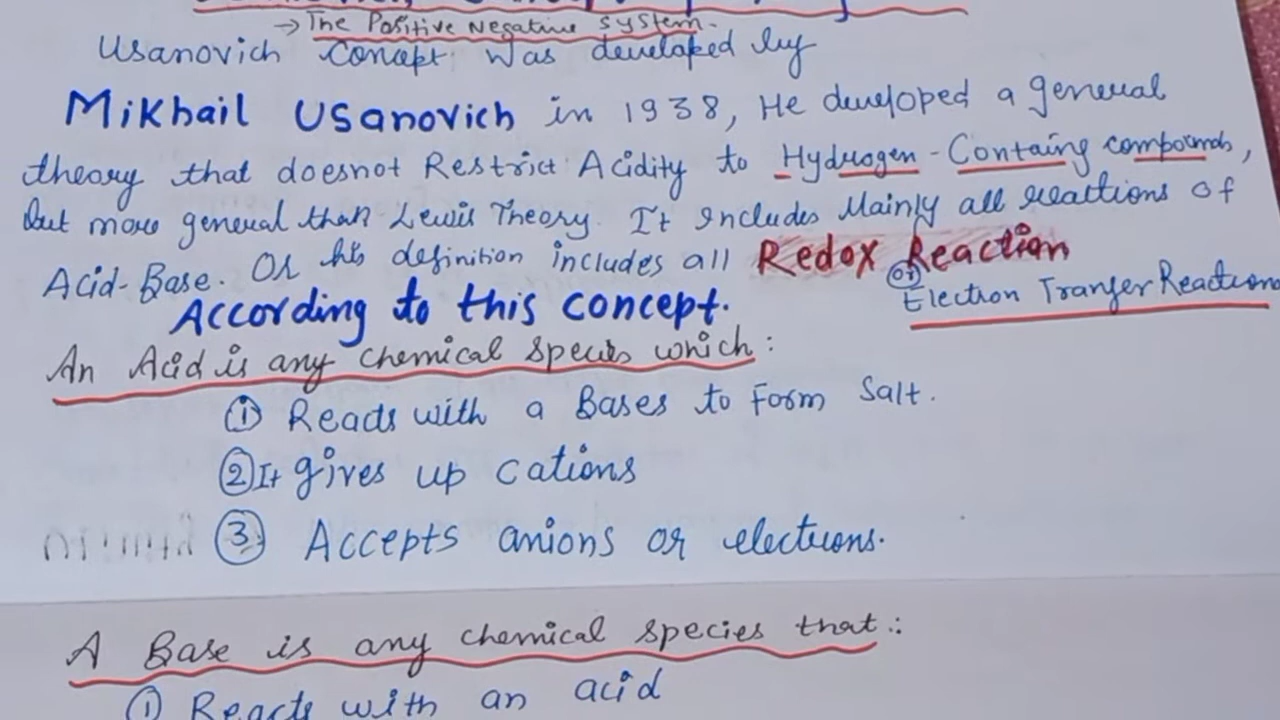 → The Positive Negative System.
Usanovich concept was developed by
Mikhail Usanovich in 1938, He developed a general
theory that doesnot Restrict Acidity to Hydrogen-Containg compounds,
but more general than Lewis Theory. It includes Mainly all reactions of
Acid-Base. Or his definition includes all Redox Reaction
(or) Electron Tranfer Reactions
According to this concept.
An Acid is any chemical species which :
① Reacts with a Bases to Form Salt.
② It gives up cations
③ Accepts anions or electrons.
A Base is any chemical species that :
① Reacts with an acid